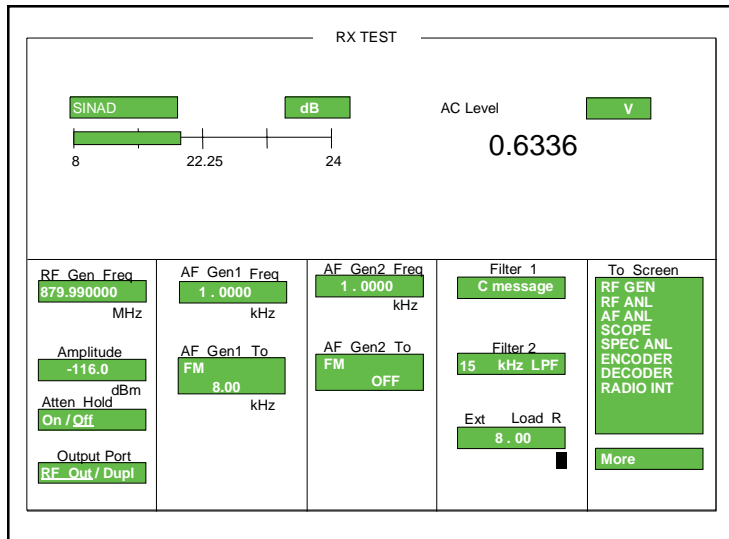 RX TEST
SINAD
dB
AC Level
V
0.6336
8
22.25
24
RF Gen Freq
879.990000
MHz
Amplitude
-116.0
dBm
Atten Hold
On / Off
Output Port
RF Out / Dupl
AF Gen1 Freq
1 . 0000
kHz
AF Gen1 To
FM
8.00
kHz
AF Gen2 Freq
1 . 0000
kHz
AF Gen2 To
FM
OFF
Filter 1
C message
Filter 2
15 kHz LPF
Ext Load R
8 . 00
To Screen
RF GEN
RF ANL
AF ANL
SCOPE
SPEC ANL
ENCODER
DECODER
RADIO INT
More